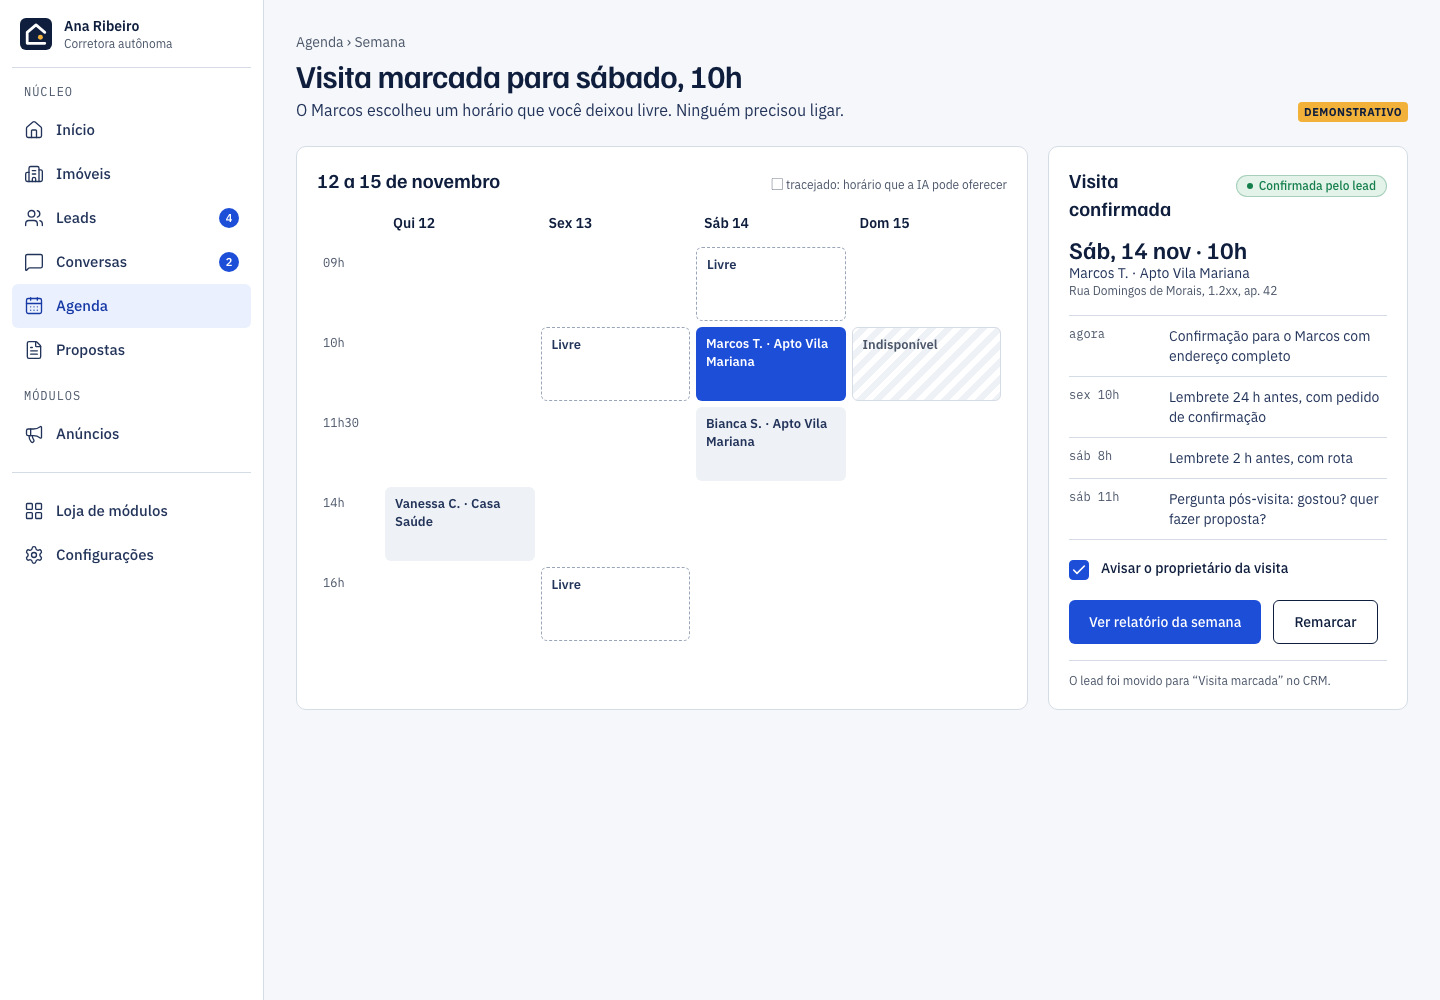 Ana Ribeiro
Corretora autônoma
NÚCLEO
Início
Imóveis
Leads 4
Conversas 2
Agenda
Propostas
MÓDULOS
Anúncios
Loja de módulos
Configurações
Agenda › Semana
Visita marcada para sábado, 10h
O Marcos escolheu um horário que você deixou livre. Ninguém precisou ligar.
DEMONSTRATIVO
12 a 15 de novembro
tracejado: horário que a IA pode oferecer
Qui 12 Sex 13 Sáb 14 Dom 15
09h
Livre
10h
Livre
Marcos T. · Apto Vila
Mariana
Indisponível
11h30
Bianca S. · Apto Vila
Mariana
14h
Vanessa C. · Casa
Saúde
16h
Livre
Visita
confirmada
Confirmada pelo lead
Sáb, 14 nov · 10h
Marcos T. · Apto Vila Mariana
Rua Domingos de Morais, 1.2xx, ap. 42
agora
Confirmação para o Marcos com
endereço completo
sex 10h
Lembrete 24 h antes, com pedido
de confirmação
sáb 8h
Lembrete 2 h antes, com rota
sáb 11h
Pergunta pós-visita: gostou? quer
fazer proposta?
Avisar o proprietário da visita
Ver relatório da semana
Remarcar
O lead foi movido para “Visita marcada” no CRM.